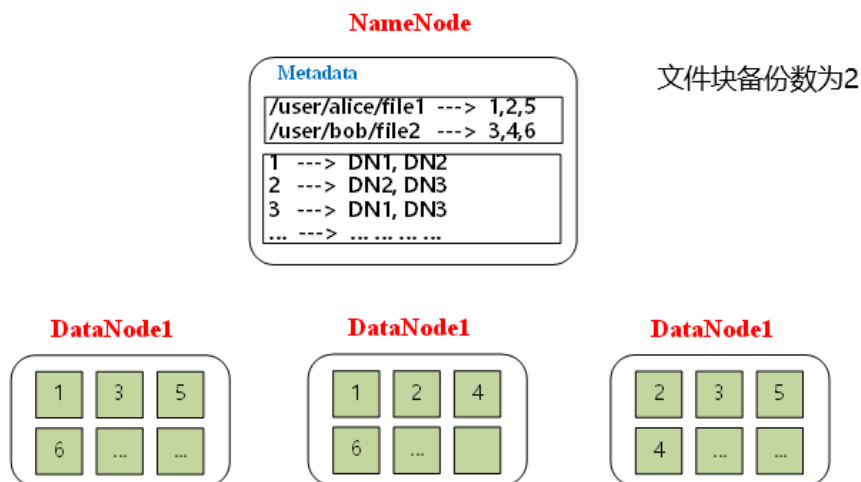 NameNode
Metadata
文件块备份数为2
/user/alice/file1 ---> 1,2,5
/user/bob/file2 ---> 3,4,6
1 ---> DN1, DN2
2 ---> DN2, DN3
3 ---> DN1, DN3
... ---> ... ... ... ...
DataNode1 DataNode1 DataNode1
1 3 5 1 2 4 2 3 5
6 ... ... 6 ... 4 ... ...